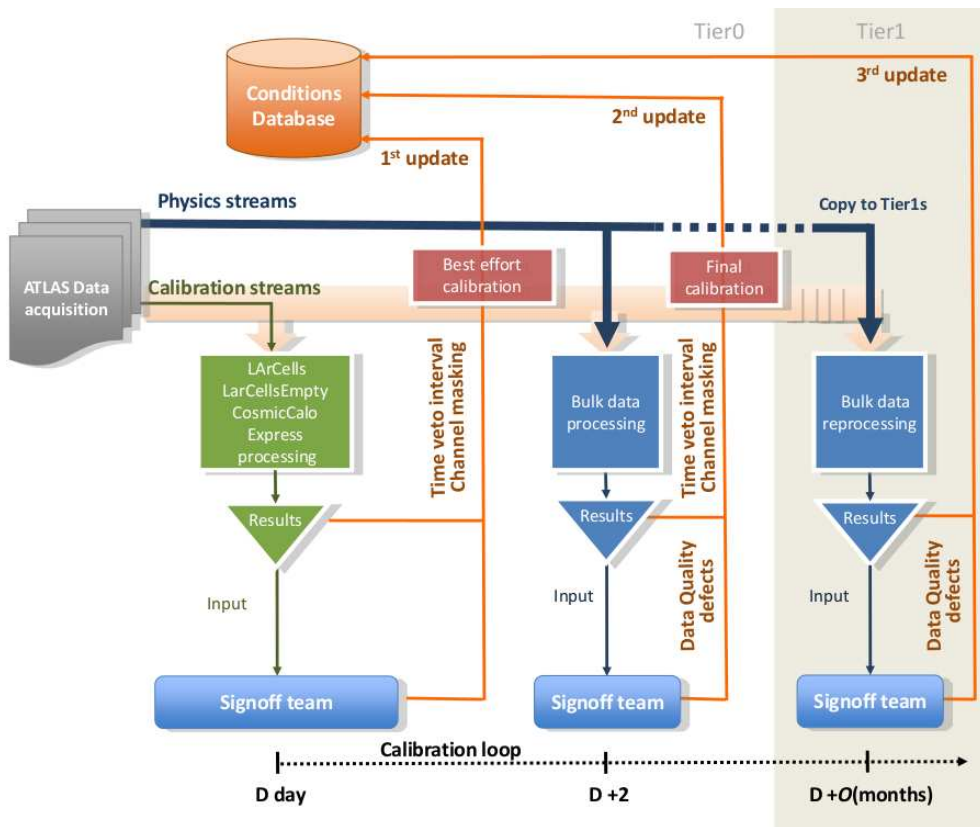 Tier0
Tier1
Conditions
Database
3rd update
2nd update
1st update
Physics streams
Copy to Tier1s
ATLAS Data
acquisition
Calibration streams
Best effort
calibration
Final
calibration
LArCells
LarCellsEmpty
CosmicCalo
Express
processing
Time veto interval
Channel masking
Bulk data
processing
Time veto interval
Channel masking
Bulk data
reprocessing
Results
Results
Results
Input
Input
Data Quality
defects
Input
Data Quality
defects
Signoff team
Signoff team
Signoff team
Calibration loop
D day
D +2
D +O(months)